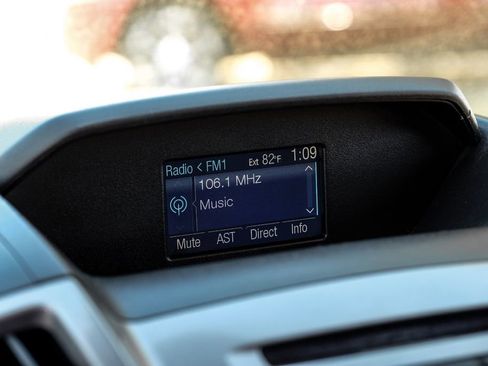 Radio < FM1 Ext 82°F 1:09
106.1 MHz
Music
Mute AST Direct Info